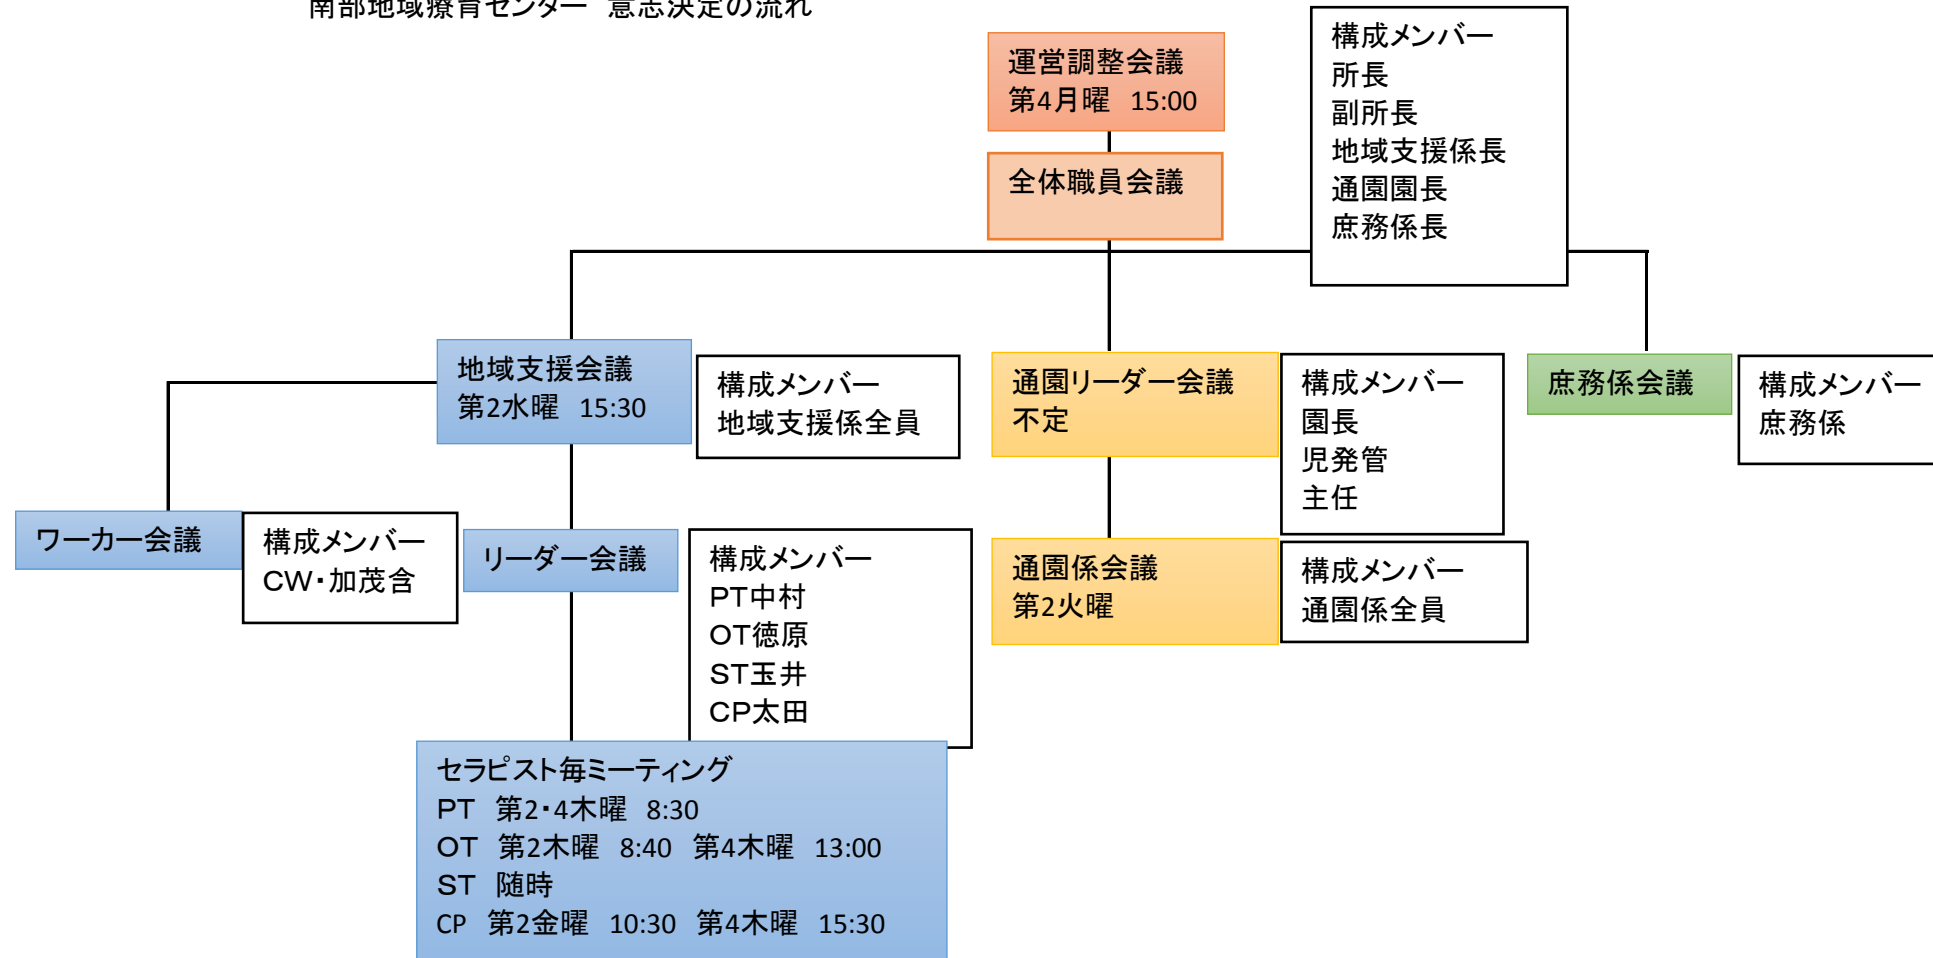 南部地域療育センター　意志決定の流れ
運営調整会議
第4月曜　15:00
構成メンバー
所長
副所長
地域支援係長
通園園長
庶務係長
全体職員会議
地域支援会議
第2水曜　15:30
構成メンバー
地域支援係全員
通園リーダー会議
不定
構成メンバー
園長
児発管
主任
庶務係会議
構成メンバー
庶務係
ワーカー会議
構成メンバー
CW・加茂含
リーダー会議
構成メンバー
PT中村
OT徳原
ST玉井
CP太田
通園係会議
第2火曜
構成メンバー
通園係全員
セラピスト毎ミーティング
PT　第2・4木曜　8:30
OT　第2木曜　8:40　第4木曜　13:00
ST　随時
CP　第2金曜　10:30　第4木曜　15:30